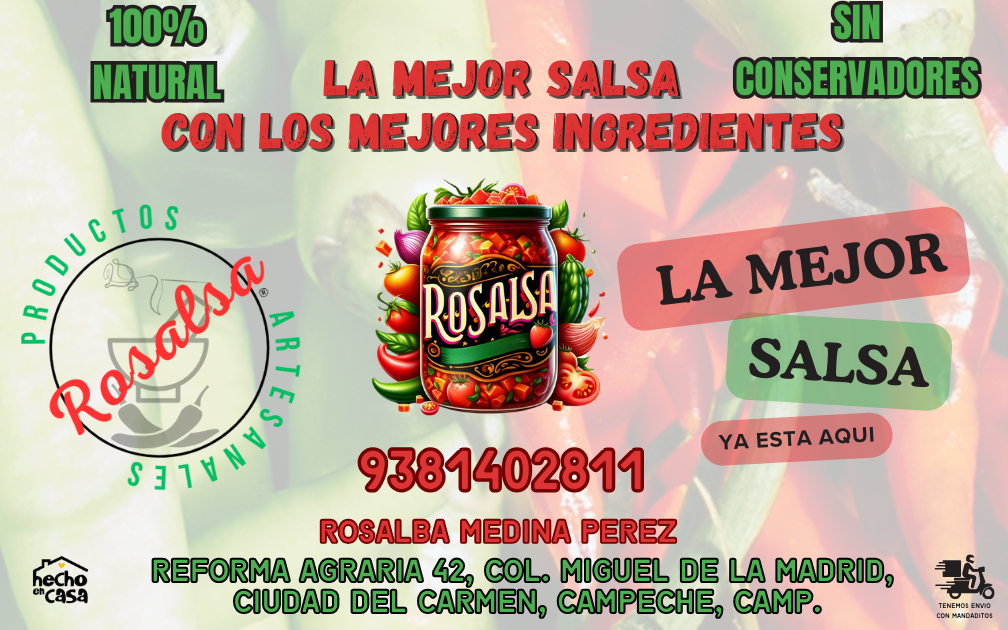 100%
NATURAL
SIN
CONSERVADORES
LA MEJOR SALSA
CON LOS MEJORES INGREDIENTES
PRODUCTOS
ARTESANALES
Rosalsa®
ROSALSA
LA MEJOR
SALSA
YA ESTA AQUI
9381402811
ROSALBA MEDINA PEREZ
REFORMA AGRARIA 42, COL. MIGUEL DE LA MADRID,
CIUDAD DEL CARMEN, CAMPECHE, CAMP.
hecho
en casa
TENEMOS ENVIO
CON MANDADITOS